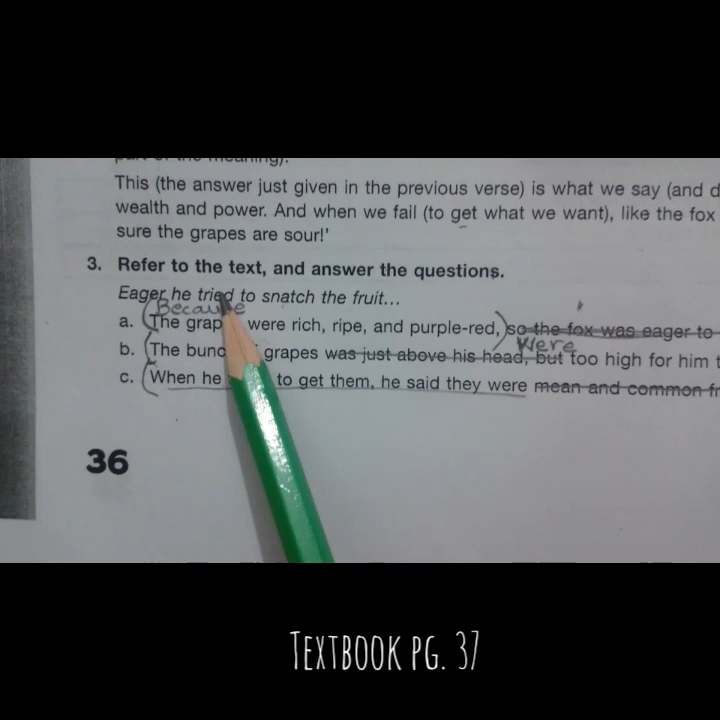 part of the meaning).
This (the answer just given in the previous verse) is what we say (and d
wealth and power. And when we fail (to get what we want), like the fox
sure the grapes are sour!'
3. Refer to the text, and answer the questions.
Eager he tried to snatch the fruit...
Because
a. (The grap were rich, ripe, and purple-red,) so the fox was eager to
were
b. (The bunc grapes was just above his head, but too high for him t
c. (When he to get them, he said they were mean and common fr
36
TEXTBOOK PG. 37